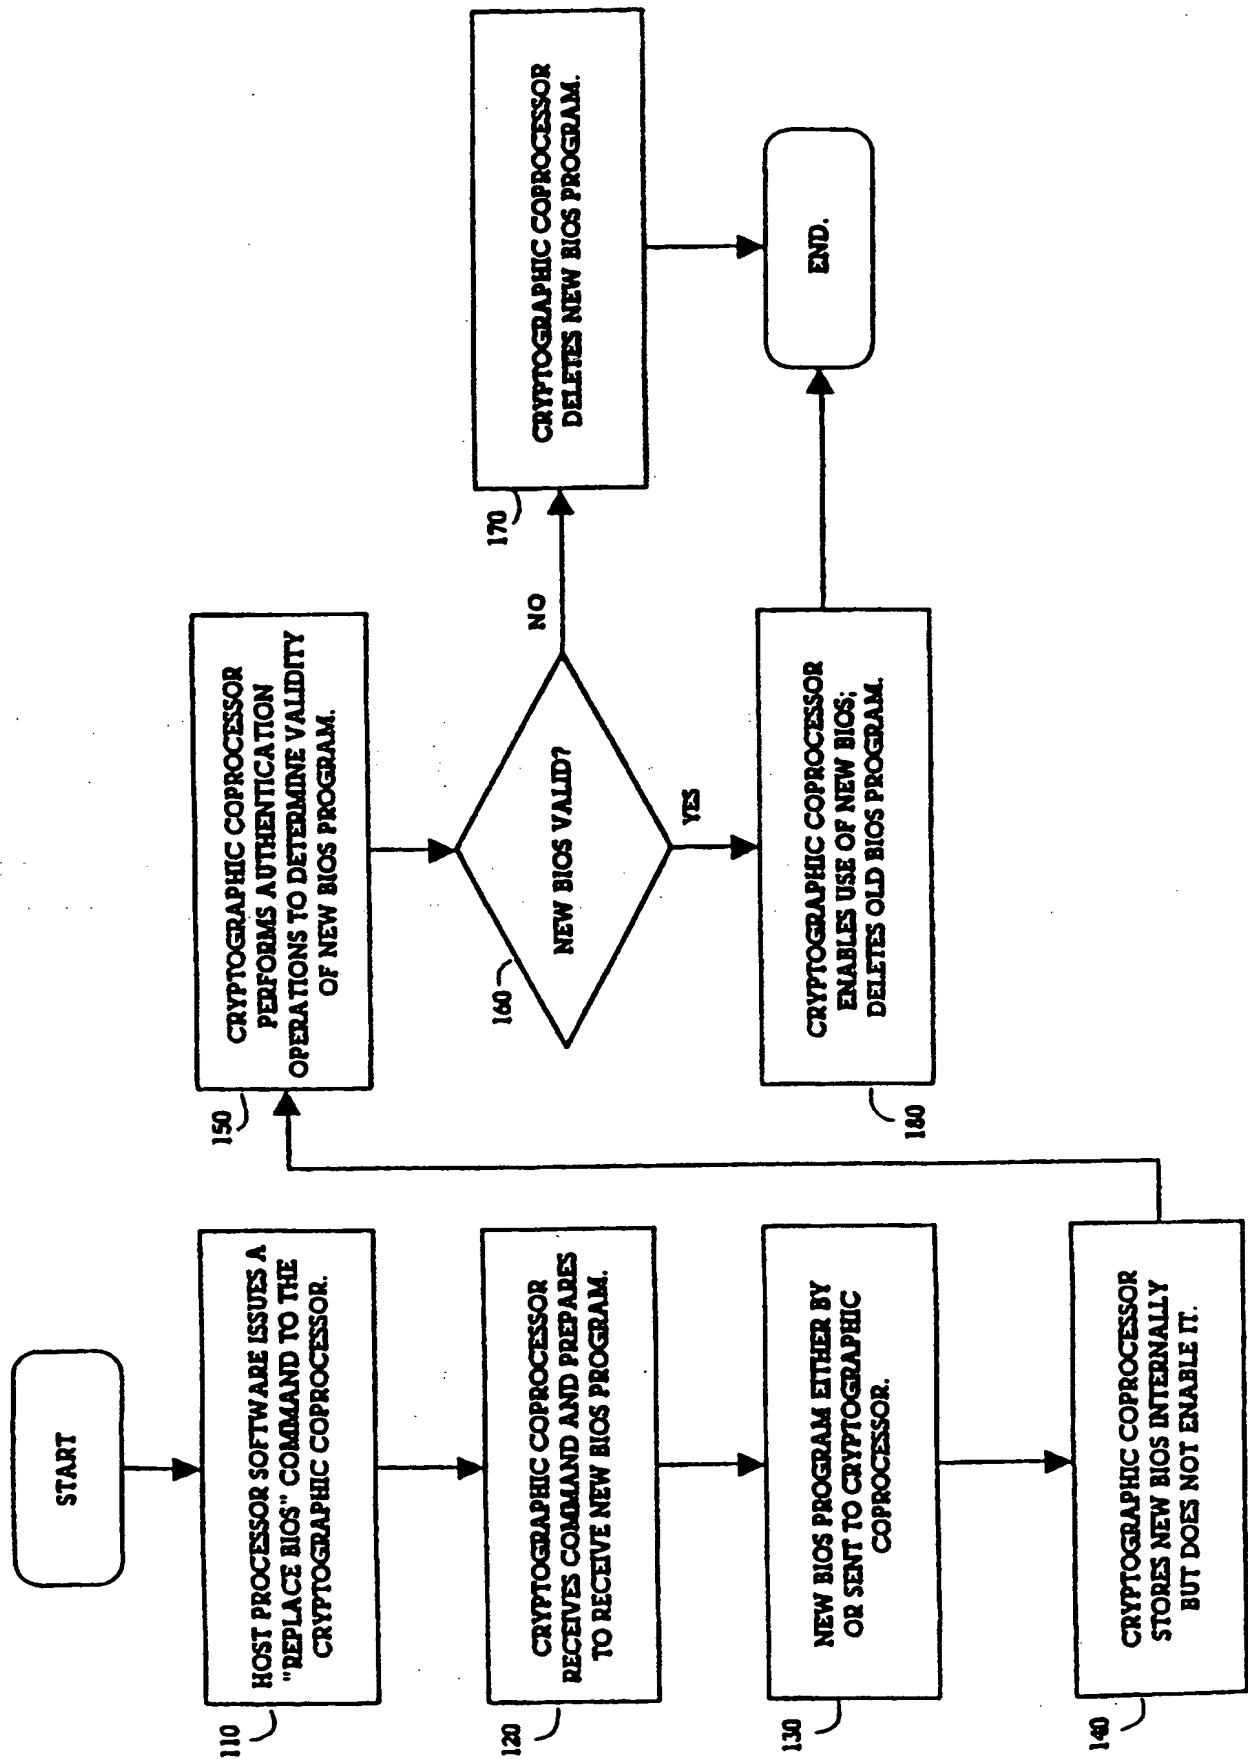 START
110
HOST PROCESSOR SOFTWARE ISSUES A
"REPLACE BIOS" COMMAND TO THE
CRYPTOGRAPHIC COPROCESSOR.
120
CRYPTOGRAPHIC COPROCESSOR
RECEIVES COMMAND AND PREPARES
TO RECEIVE NEW BIOS PROGRAM.
130
NEW BIOS PROGRAM EITHER BY
OR SENT TO CRYPTOGRAPHIC
COPROCESSOR.
140
CRYPTOGRAPHIC COPROCESSOR
STORES NEW BIOS INTERNALLY
BUT DOES NOT ENABLE IT.
150
CRYPTOGRAPHIC COPROCESSOR
PERFORMS AUTHENTICATION
OPERATIONS TO DETERMINE VALIDITY
OF NEW BIOS PROGRAM.
160
NEW BIOS VALID?
NO
YES
170
CRYPTOGRAPHIC COPROCESSOR
DELETES NEW BIOS PROGRAM.
180
CRYPTOGRAPHIC COPROCESSOR
ENABLES USE OF NEW BIOS;
DELETES OLD BIOS PROGRAM.
END.